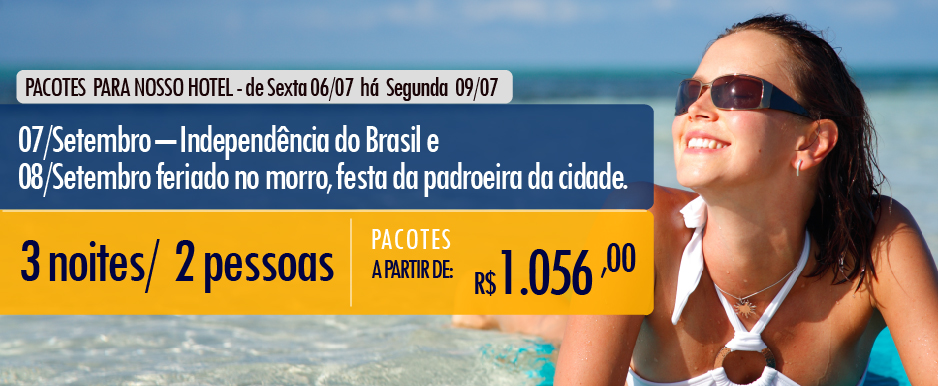 PACOTES PARA NOSSO HOTEL - de Sexta 06/07 há Segunda 09/07
07/Setembro – Independência do Brasil e
08/Setembro feriado no morro, festa da padroeira da cidade.
3 noites/ 2 pessoas
PACOTES
A PARTIR DE:
R$ 1.056,00